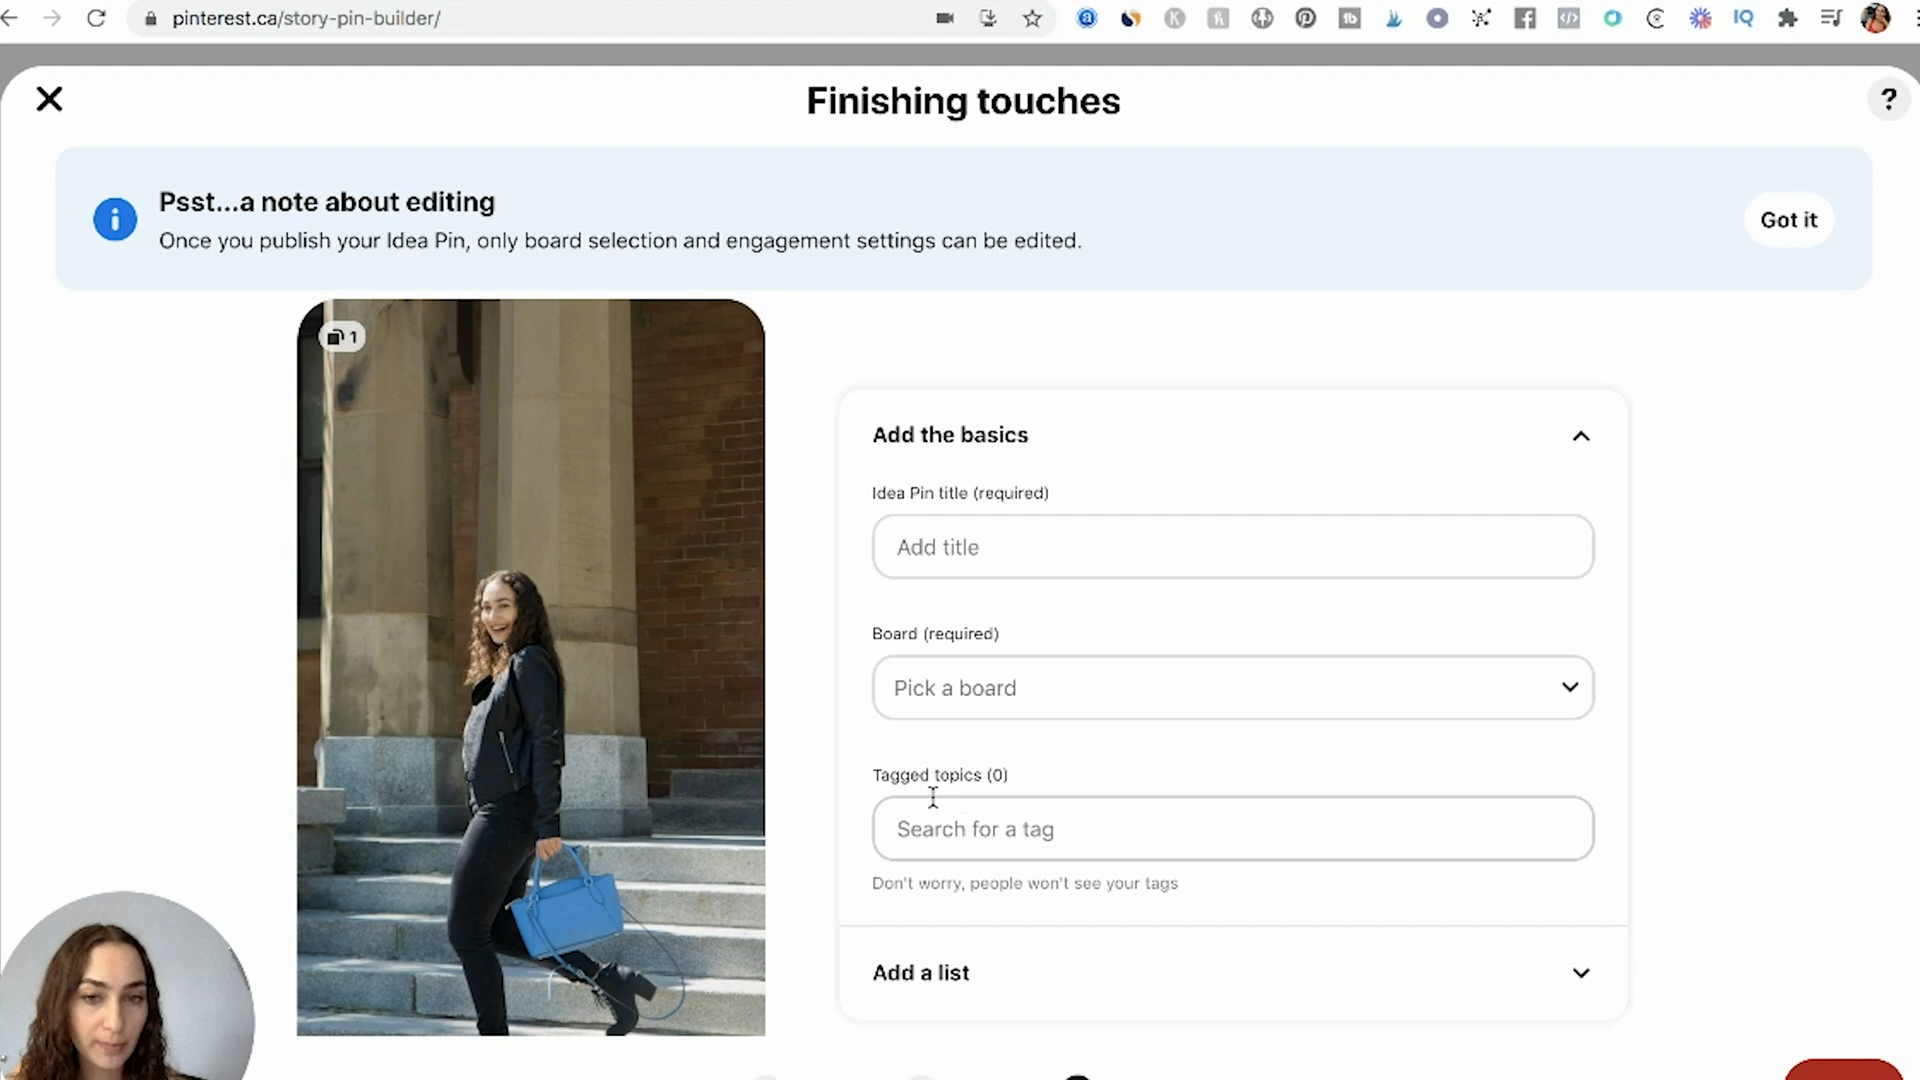 pinterest.ca/story-pin-builder/
K
h
a
1b
IQ
Finishing touches
?
Psst...a note about editing
Once you publish your Idea Pin, only board selection and engagement settings can be edited.
Got it
1
Add the basics
Idea Pin title (required)
Add title
Board (required)
Pick a board
Tagged topics (0)
Search for a tag
Don't worry, people won't see your tags
Add a list